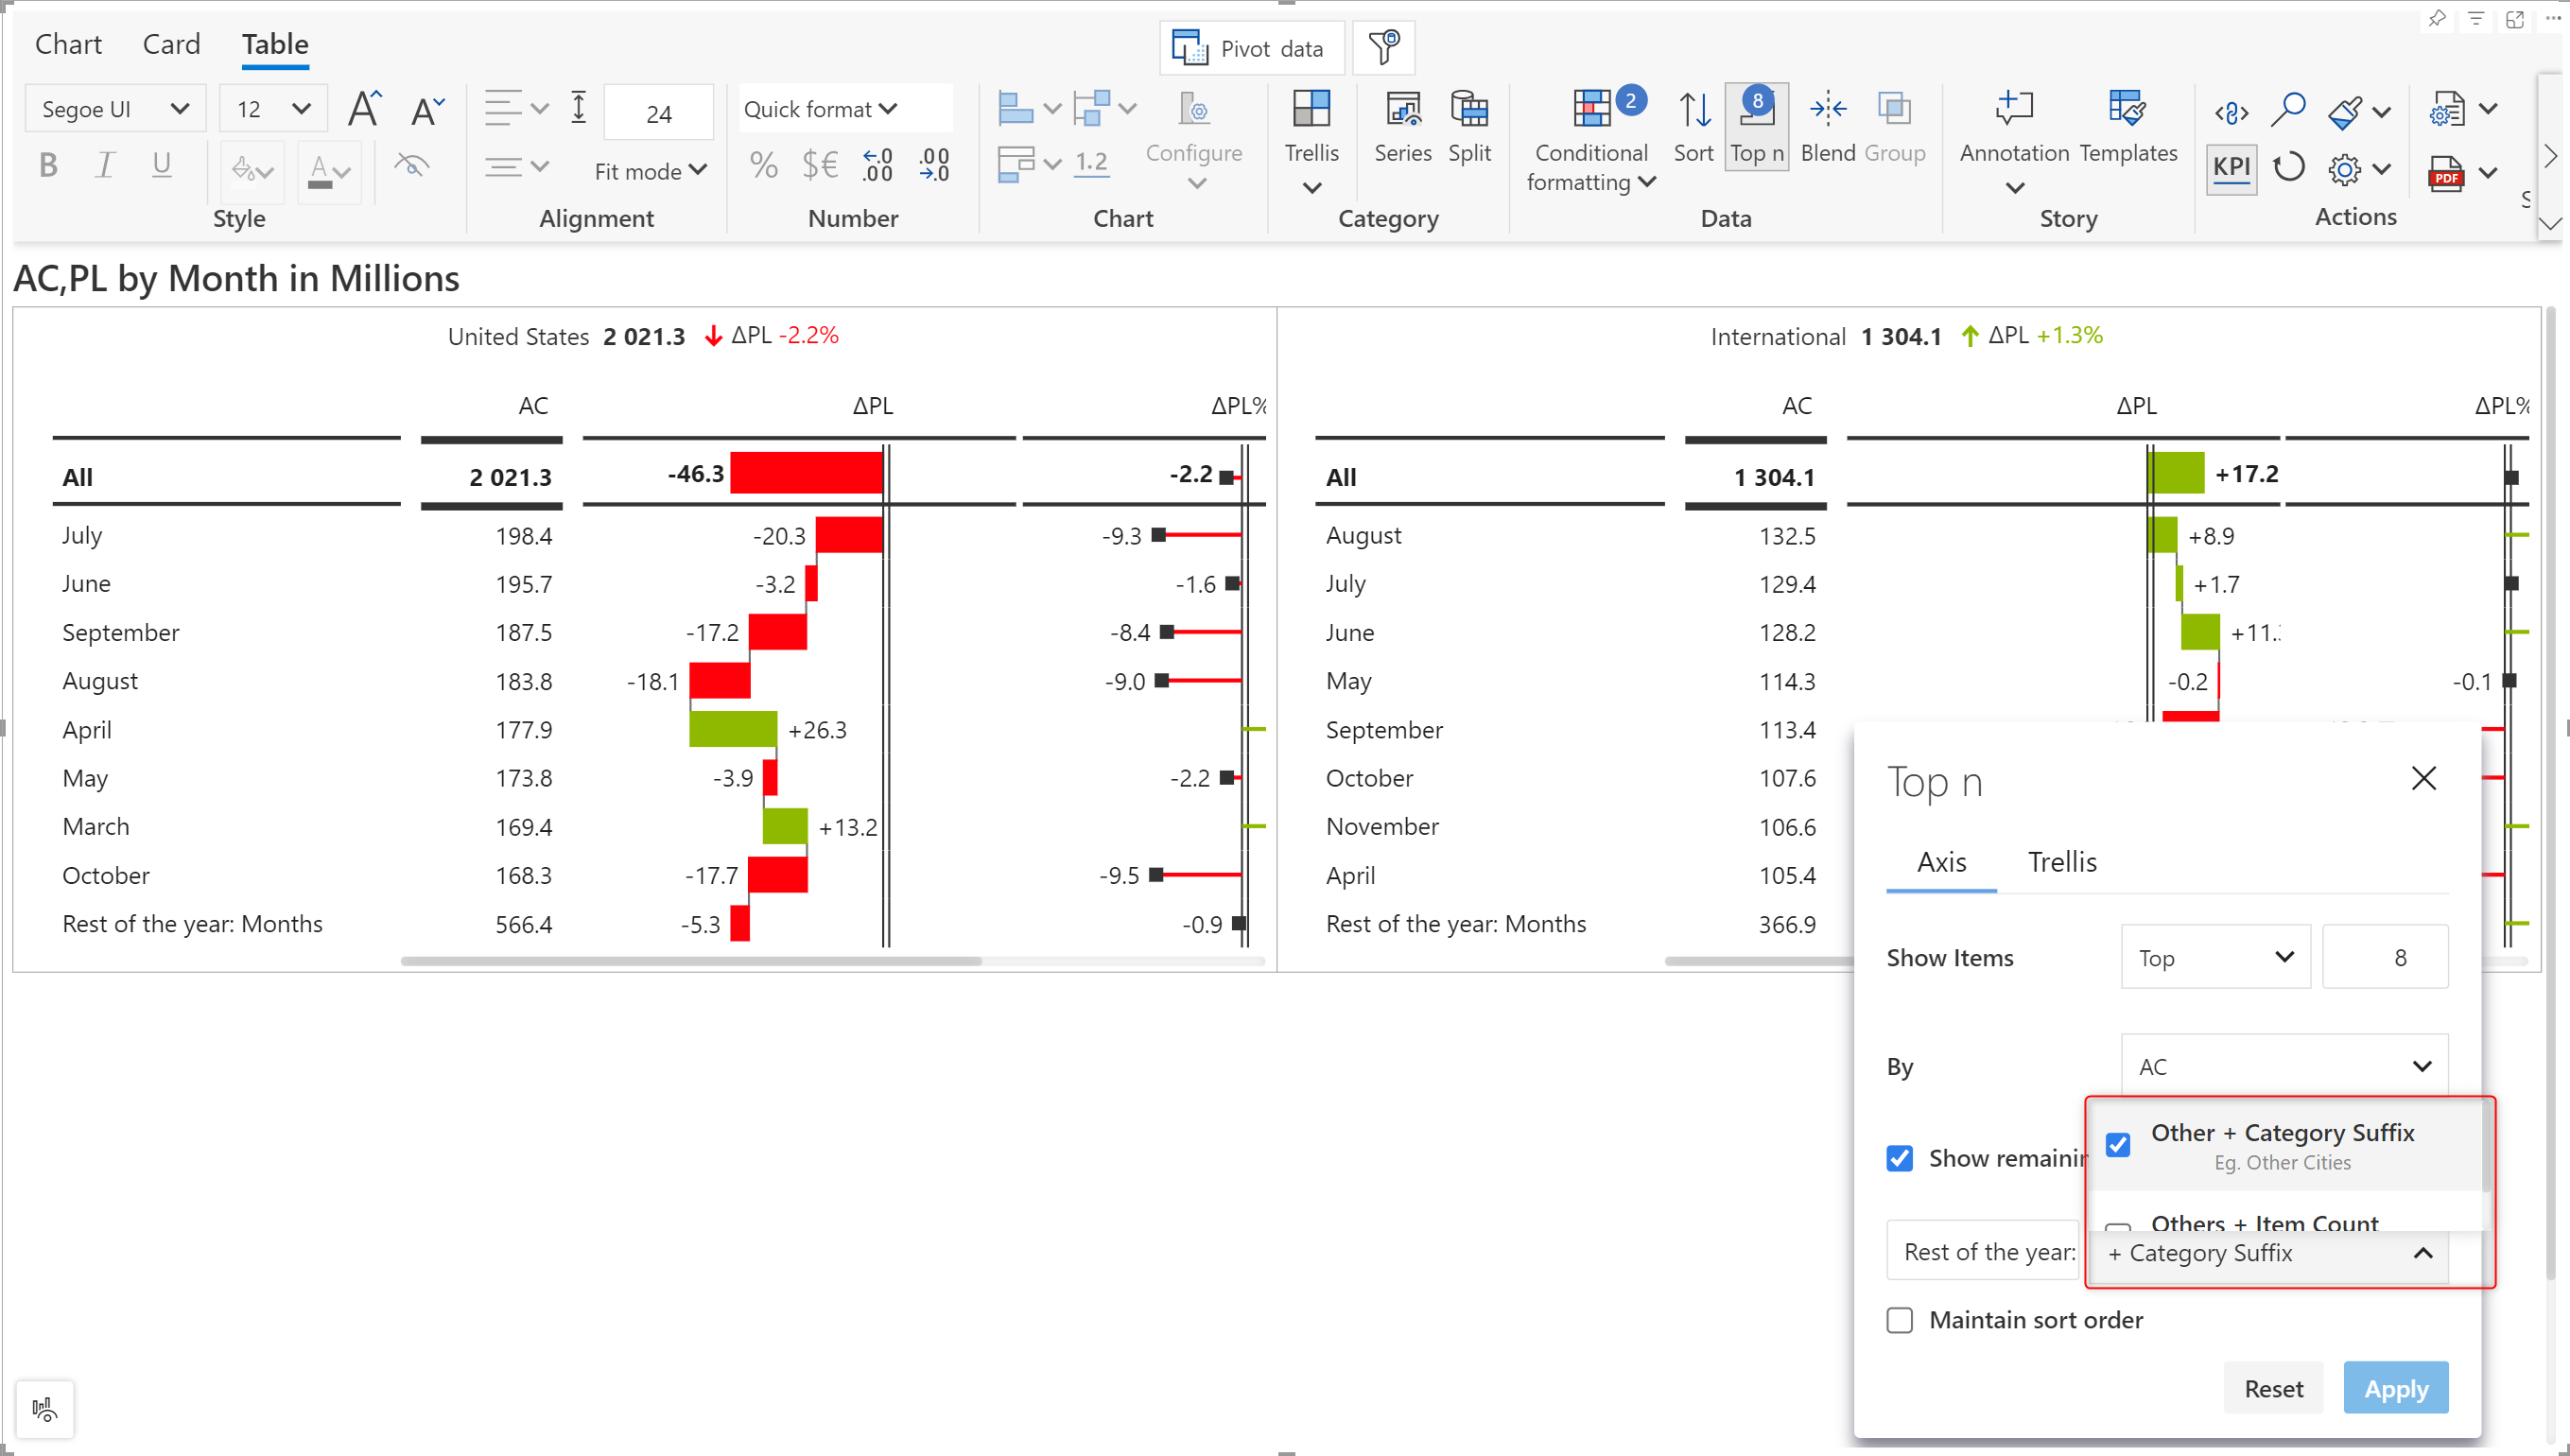 Chart Card Table
Pivot data
Segoe UI 12 A A
24
Quick format
Configure
Trellis
Series Split
Conditional formatting 2
Sort
8
Top n
Blend Group
Annotation Templates
B I U A
Fit mode
% $€ .0 .00 .00 .0
1.2
KPI
PDF
Style Alignment Number Chart Category Data Story Actions
AC,PL by Month in Millions
United States 2 021.3 ΔPL -2.2%
AC ΔPL ΔPL%
All 2 021.3 -46.3 -2.2
July 198.4 -20.3 -9.3
June 195.7 -3.2 -1.6
September 187.5 -17.2 -8.4
August 183.8 -18.1 -9.0
April 177.9 +26.3
May 173.8 -3.9 -2.2
March 169.4 +13.2
October 168.3 -17.7 -9.5
Rest of the year: Months 566.4 -5.3 -0.9
International 1 304.1 ΔPL +1.3%
AC ΔPL ΔPL%
All 1 304.1 +17.2
August 132.5 +8.9
July 129.4 +1.7
June 128.2 +11.
May 114.3 -0.2 -0.1
September 113.4
October 107.6
November 106.6
April 105.4
Rest of the year: Months 366.9
Top n
Axis Trellis
Show Items Top 8
By AC
Show
Other + Category Suffix
Eg. Other Cities
Others + Item Count
Rest of the year: + Category Suffix
Maintain sort order
Reset Apply